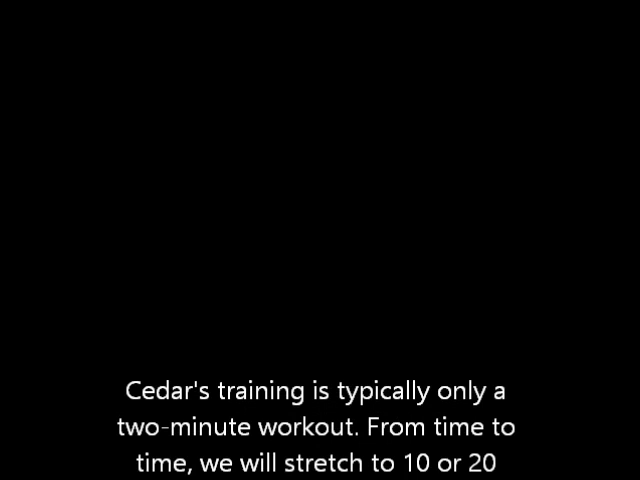 Cedar's training is typically only a
two-minute workout. From time to
time, we will stretch to 10 or 20